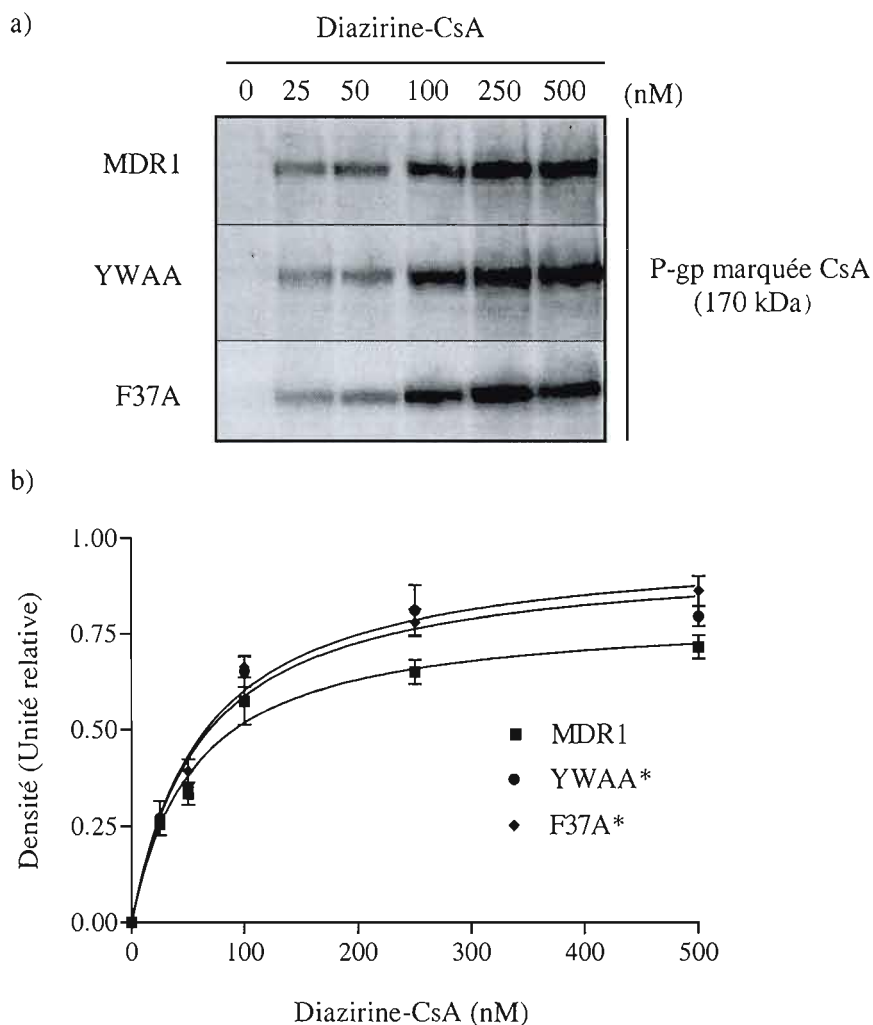 a)
Diazirine-CsA
0 25 50 100 250 500 (nM)
MDR1
YWAA
F37A
P-gp marquée CsA
(170 kDa)
b)
1.00
0.75
0.50
0.25
0.00
Densité (Unité relative)
MDR1
YWAA*
F37A*
0 100 200 300 400 500
Diazirine-CsA (nM)